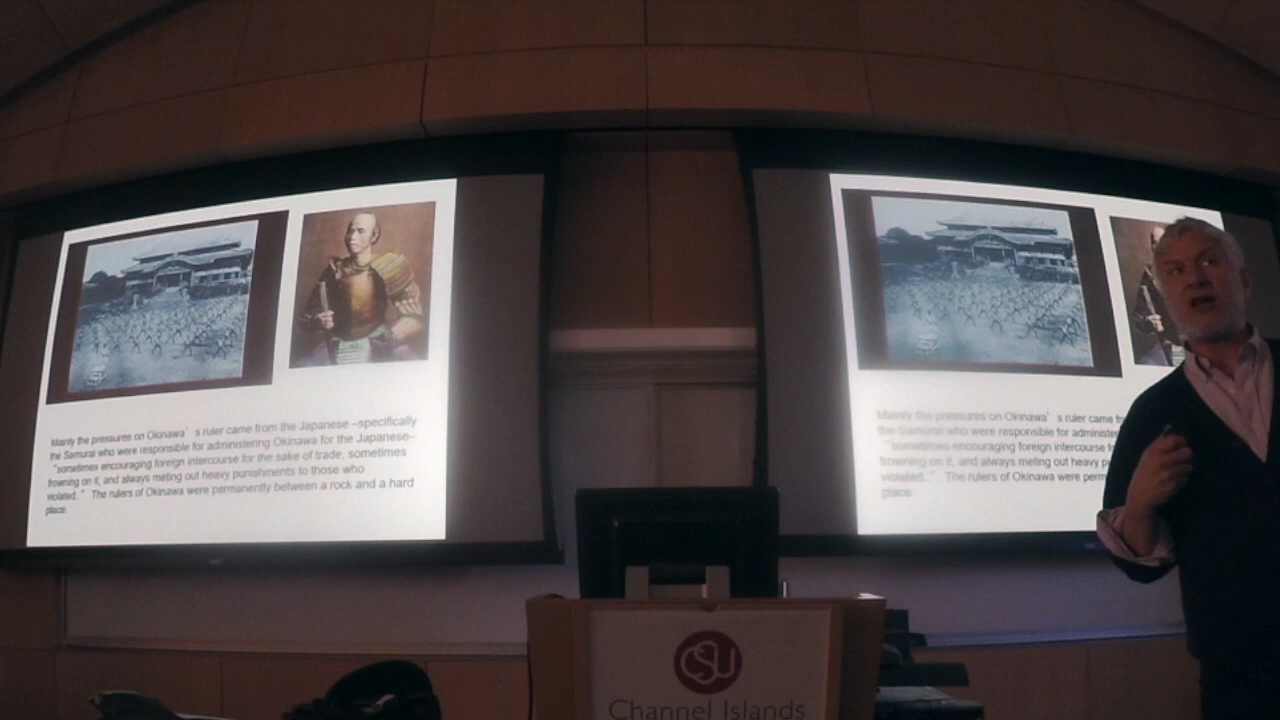 Mainly the pressures on Okinawa's ruler came from the Japanese –specifically
the Samurai who were responsible for administering Okinawa for the Japanese–
"sometimes encouraging foreign intercourse for the sake of trade, sometimes
frowning on it, and always meting out heavy punishments to those who
violated.." The rulers of Okinawa were permanently between a rock and a hard
place.
Mainly the pressures on Okinawa's ruler came
the Samurai who were responsible for
"sometimes encouraging foreign intercourse
frowning on it, and always meting out heavy
violated.." The rulers of Okinawa were
place.
CSU
Channel Islands